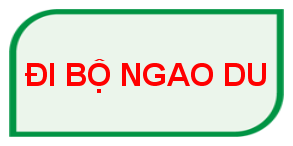 ĐI BỘ NGAO DU